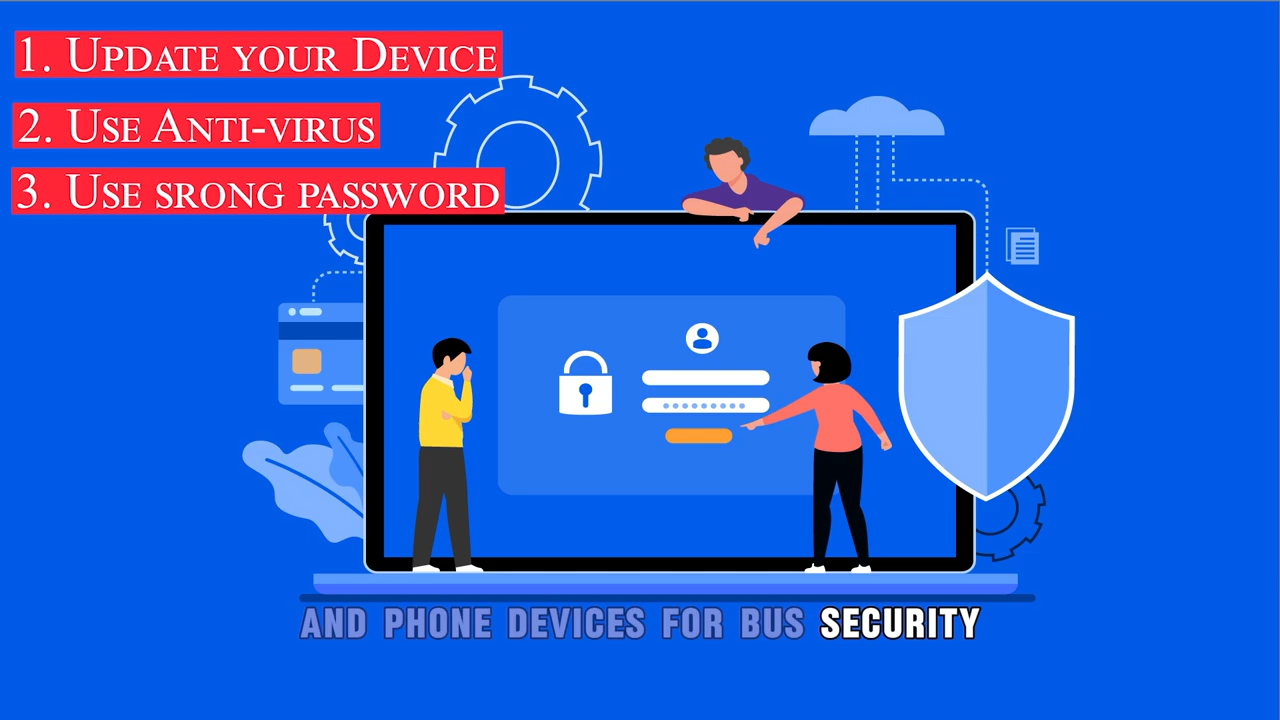 1. Update your Device
2. Use Anti-virus
3. Use srong password
AND PHONE DEVICES FOR BUS SECURITY